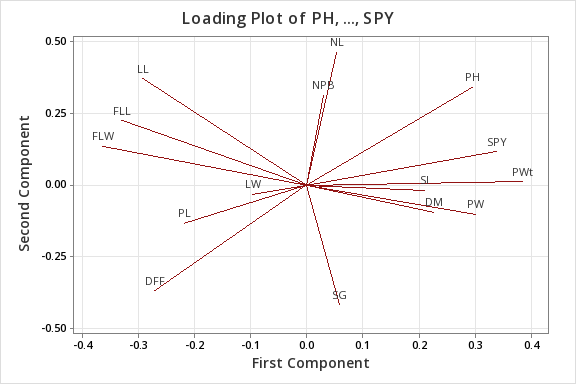 Loading Plot of PH, ..., SPY
0.50
NL
LL
PH
NPB
0.25
FLL
FLW
SPY
PWt
0.00
LW
SL
DM
PW
PL
-0.25
DFF
SG
-0.50
-0.4 -0.3 -0.2 -0.1 0.0 0.1 0.2 0.3 0.4
First Component
Second Component